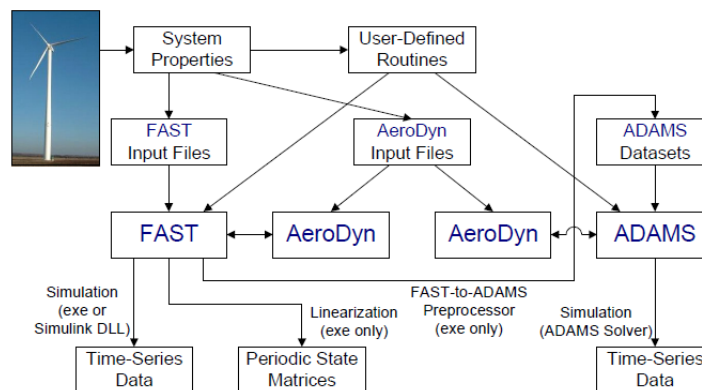 System
Properties
User-Defined
Routines
FAST
Input Files
AeroDyn
Input Files
ADAMS
Datasets
FAST
AeroDyn
AeroDyn
ADAMS
Simulation
(exe or
Simulink DLL)
Linearization
(exe only)
FAST-to-ADAMS
Preprocessor
(exe only)
Simulation
(ADAMS Solver)
Time-Series
Data
Periodic State
Matrices
Time-Series
Data